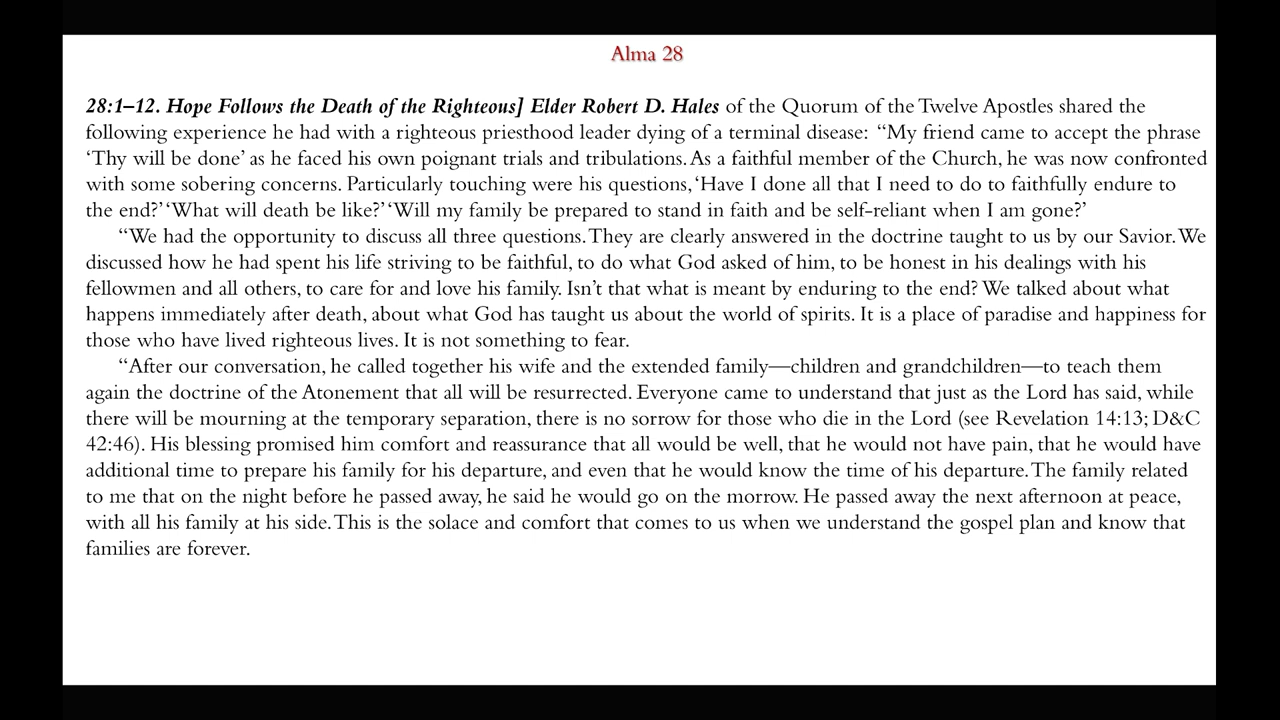 Alma 28
28:1–12. Hope Follows the Death of the Righteous] Elder Robert D. Hales of the Quorum of the Twelve Apostles shared the
following experience he had with a righteous priesthood leader dying of a terminal disease: “My friend came to accept the phrase
‘Thy will be done’ as he faced his own poignant trials and tribulations. As a faithful member of the Church, he was now confronted
with some sobering concerns. Particularly touching were his questions, ‘Have I done all that I need to do to faithfully endure to
the end?’ ‘What will death be like?’ ‘Will my family be prepared to stand in faith and be self-reliant when I am gone?’
“We had the opportunity to discuss all three questions. They are clearly answered in the doctrine taught to us by our Savior. We
discussed how he had spent his life striving to be faithful, to do what God asked of him, to be honest in his dealings with his
fellowmen and all others, to care for and love his family. Isn’t that what is meant by enduring to the end? We talked about what
happens immediately after death, about what God has taught us about the world of spirits. It is a place of paradise and happiness for
those who have lived righteous lives. It is not something to fear.
“After our conversation, he called together his wife and the extended family—children and grandchildren—to teach them
again the doctrine of the Atonement that all will be resurrected. Everyone came to understand that just as the Lord has said, while
there will be mourning at the temporary separation, there is no sorrow for those who die in the Lord (see Revelation 14:13; D&C
42:46). His blessing promised him comfort and reassurance that all would be well, that he would not have pain, that he would have
additional time to prepare his family for his departure, and even that he would know the time of his departure. The family related
to me that on the night before he passed away, he said he would go on the morrow. He passed away the next afternoon at peace,
with all his family at his side. This is the solace and comfort that comes to us when we understand the gospel plan and know that
families are forever.